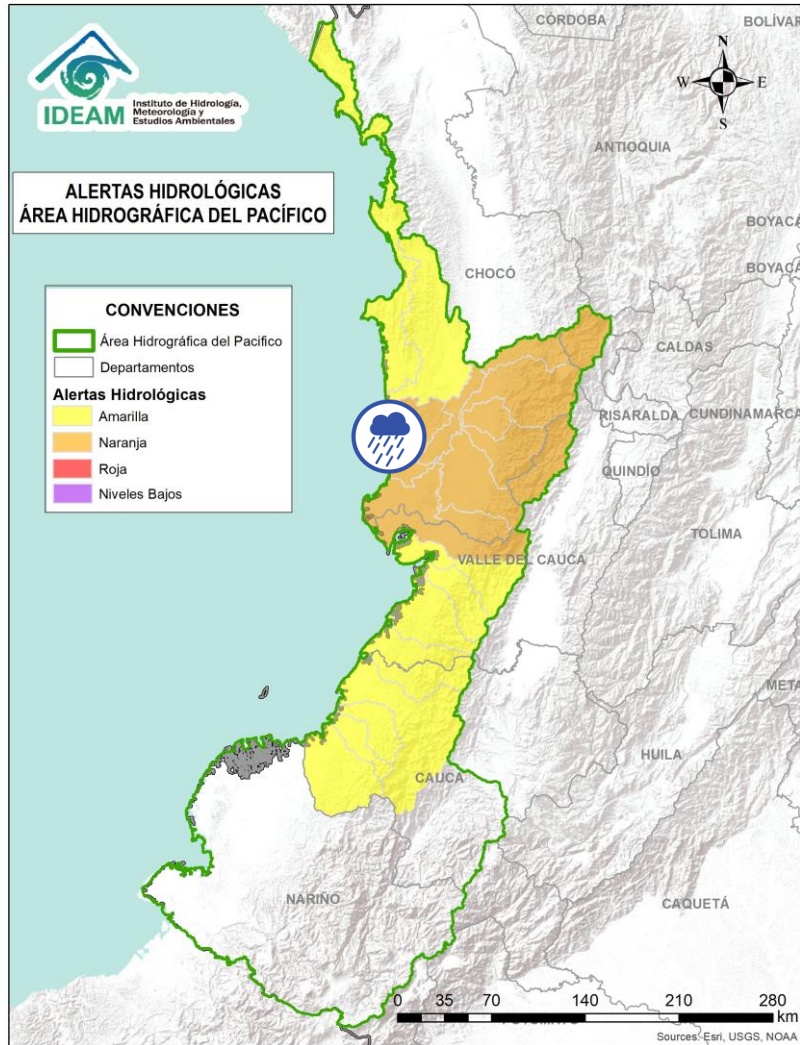 CÓRDOBA
BOLÍVAR
IDEAM
Instituto de Hidrología,
Meteorología y
Estudios Ambientales
N
W
E
S
ANTIOQUIA
ALERTAS HIDROLÓGICAS
ÁREA HIDROGRÁFICA DEL PACÍFICO
BOYACÁ
BOYACÁ
CHOCÓ
CONVENCIONES
Área Hidrográfica del Pacifico
Departamentos
Alertas Hidrológicas
Amarilla
Naranja
Roja
Niveles Bajos
CALDAS
RISARALDA
CUNDINAMARCA
QUINDÍO
TOLIMA
VALLE DEL CAUCA
META
HUILA
CAUCA
NARIÑO
CAQUETÁ
0 35 70 140 210 280
km
Sources: Esri, USGS, NOAA